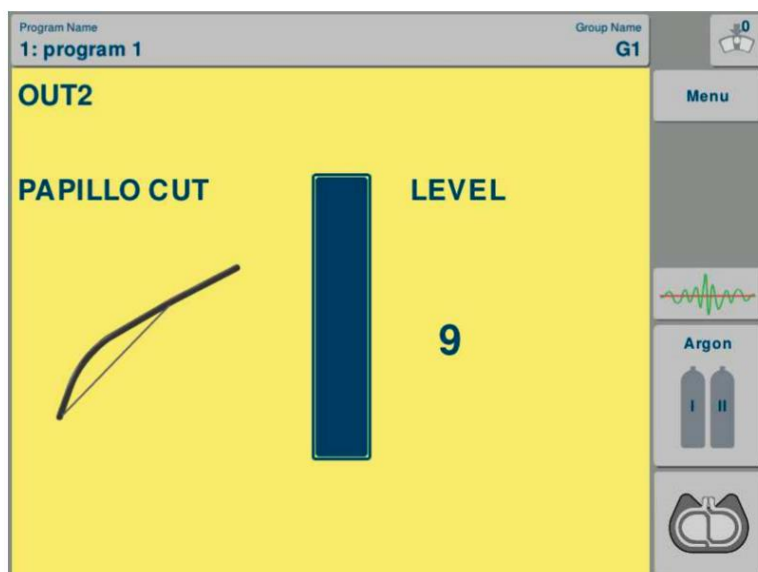 Program Name
1: program 1
Group Name
G1
0
OUT2
Menu
PAPILLO CUT
LEVEL
9
Argon
I II